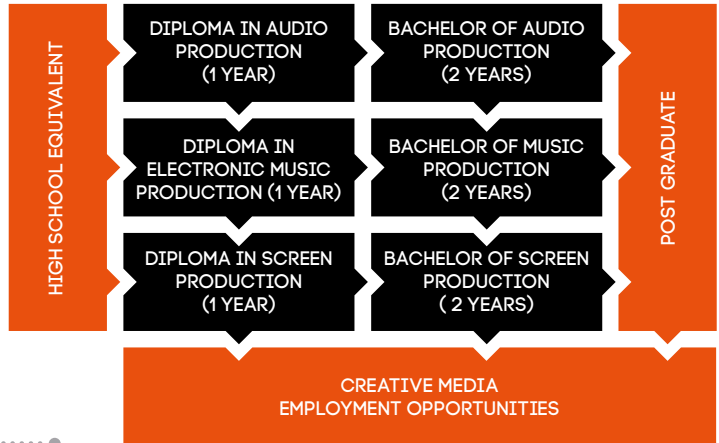 HIGH SCHOOL EQUIVALENT
DIPLOMA IN AUDIO
PRODUCTION
(1 YEAR)
BACHELOR OF AUDIO
PRODUCTION
(2 YEARS)
DIPLOMA IN
ELECTRONIC MUSIC
PRODUCTION (1 YEAR)
BACHELOR OF MUSIC
PRODUCTION
(2 YEARS)
DIPLOMA IN SCREEN
PRODUCTION
(1 YEAR)
BACHELOR OF SCREEN
PRODUCTION
( 2 YEARS)
POST GRADUATE
CREATIVE MEDIA
EMPLOYMENT OPPORTUNITIES